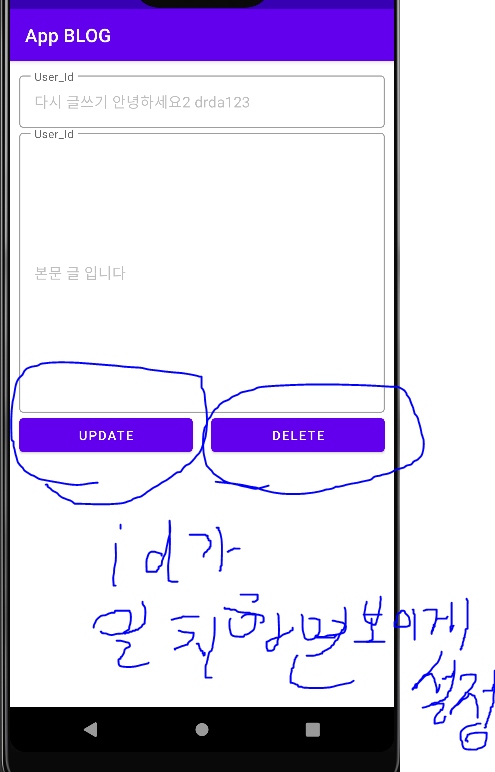 App BLOG
User_Id
다시 글쓰기 안녕하세요2 drda123
User_Id
본문 글 입니다
UPDATE DELETE
id가
일치하면 보이게
설정